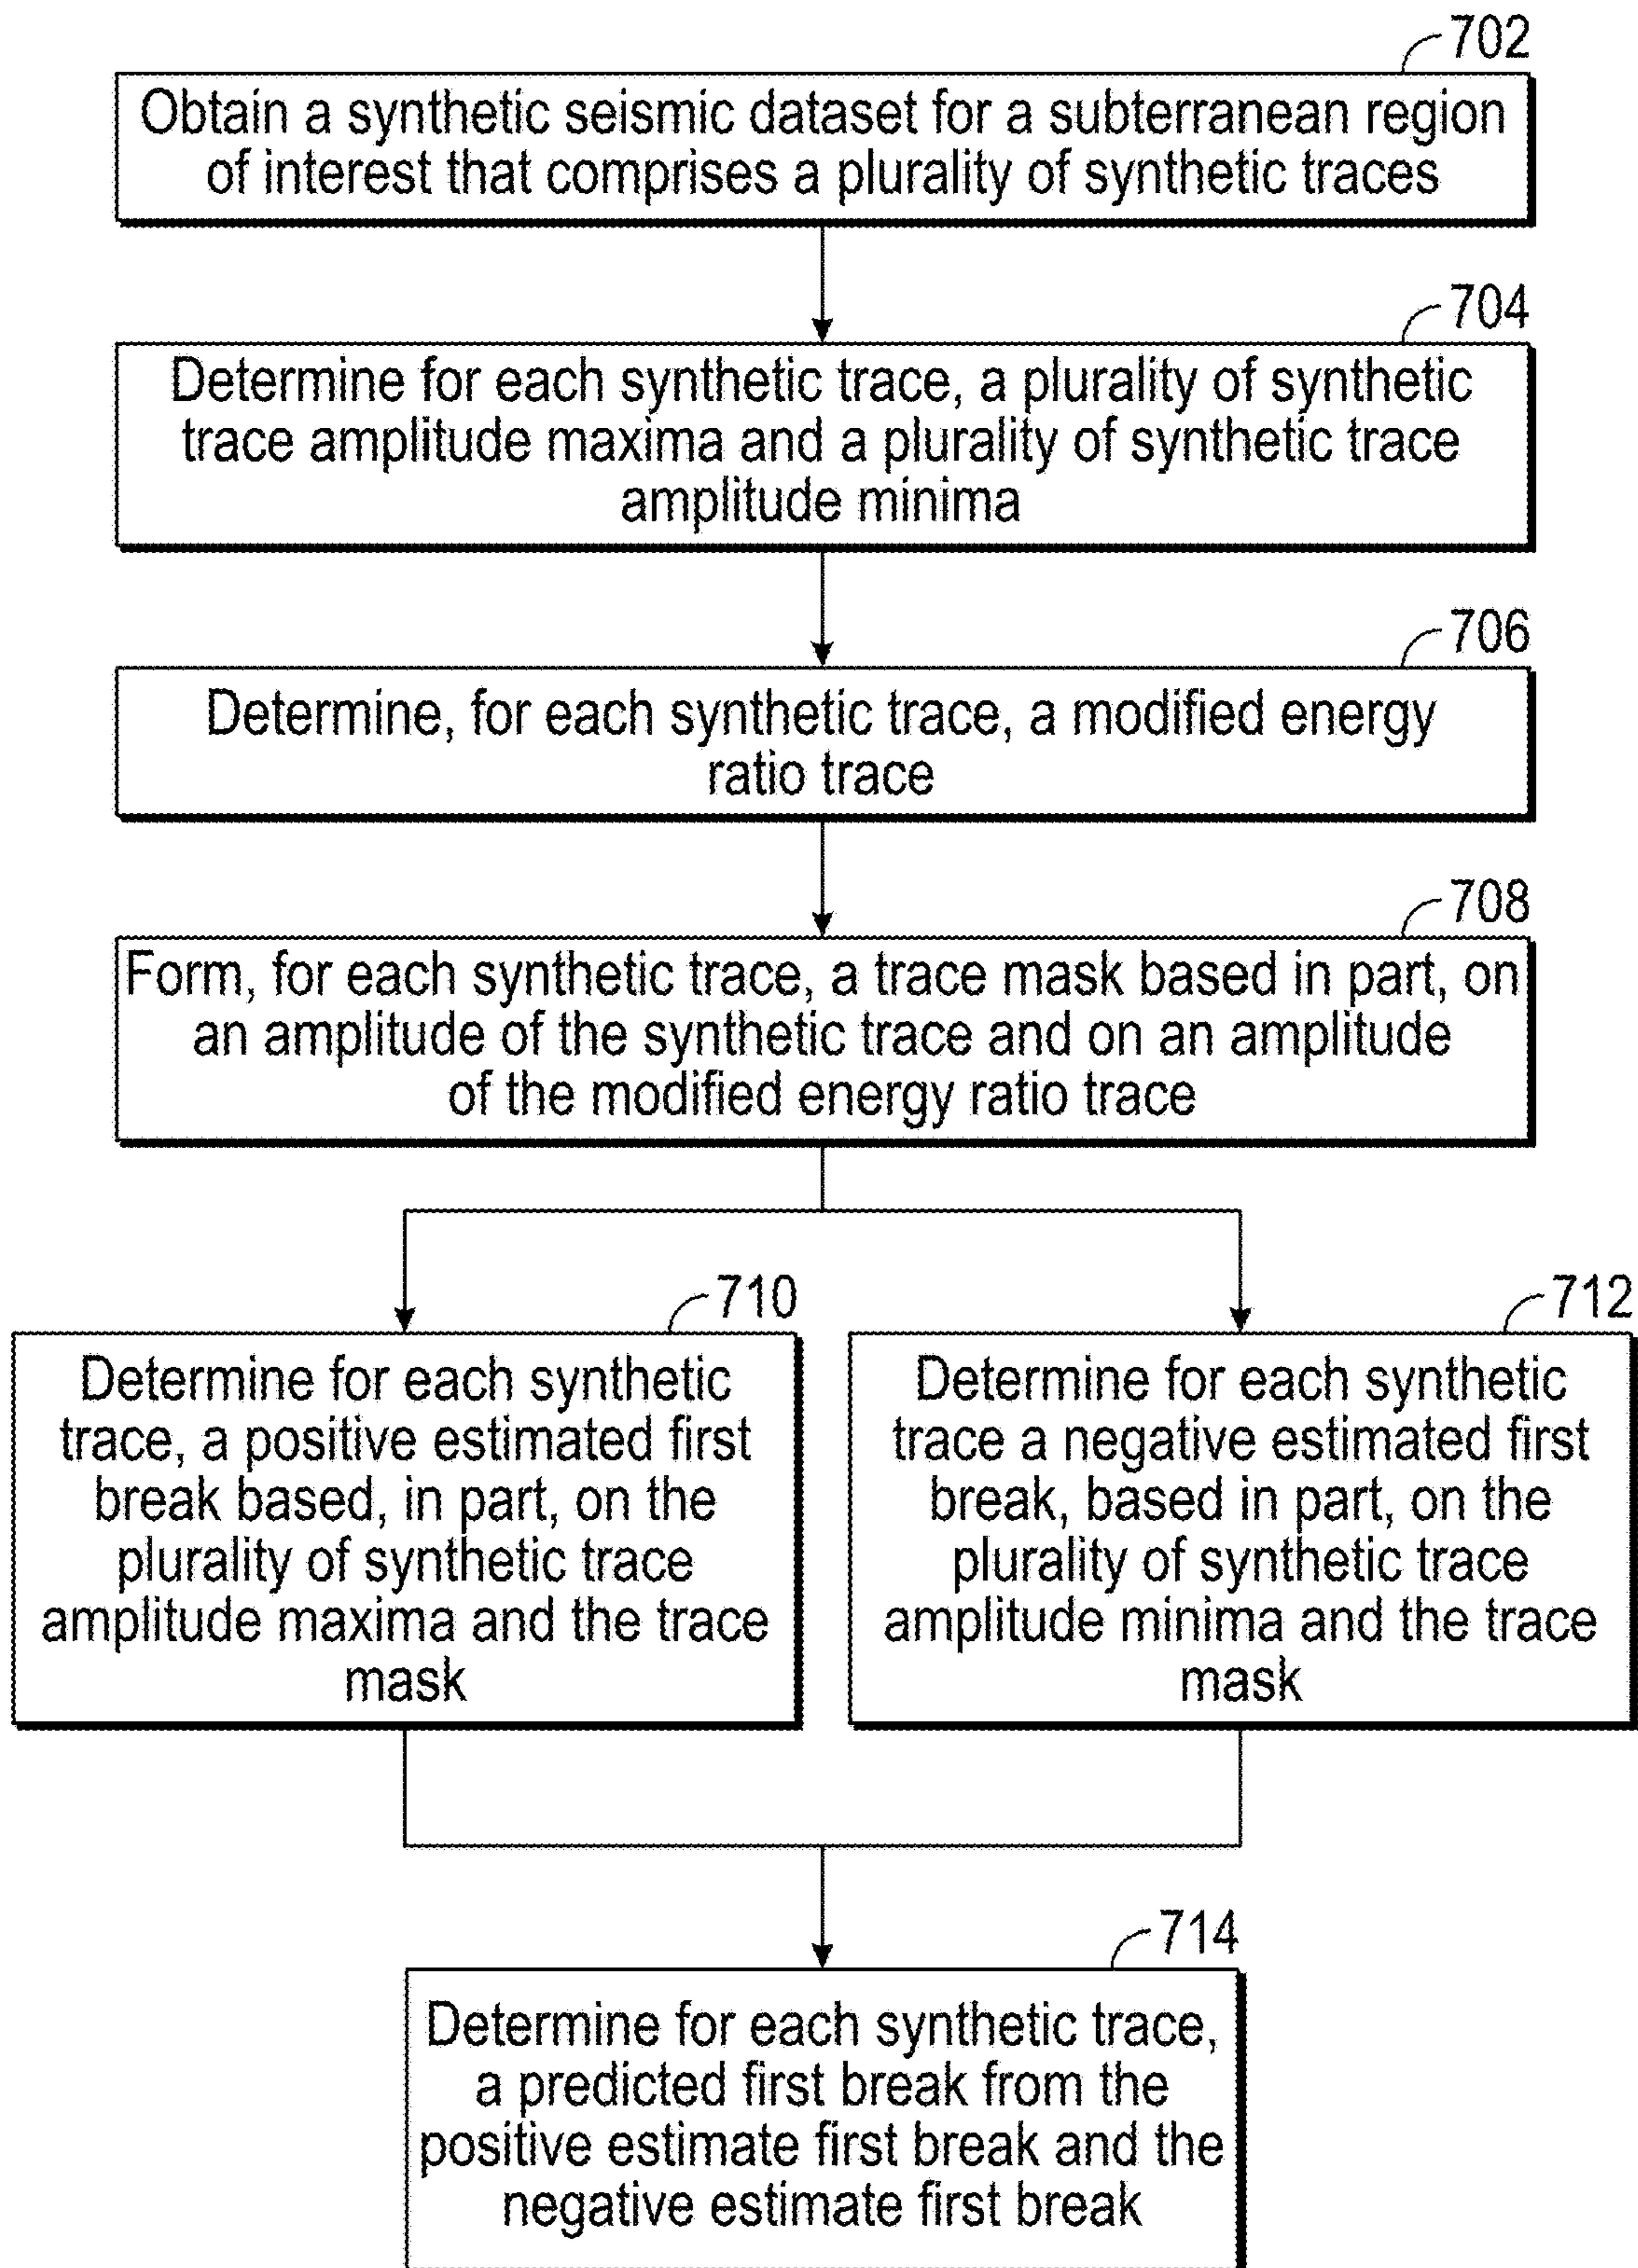 702
Obtain a synthetic seismic dataset for a subterranean region
of interest that comprises a plurality of synthetic traces
704
Determine for each synthetic trace, a plurality of synthetic
trace amplitude maxima and a plurality of synthetic trace
amplitude minima
706
Determine, for each synthetic trace, a modified energy
ratio trace
708
Form, for each synthetic trace, a trace mask based in part, on
an amplitude of the synthetic trace and on an amplitude
of the modified energy ratio trace
710
Determine for each synthetic
trace, a positive estimated first
break based, in part, on the
plurality of synthetic trace
amplitude maxima and the trace
mask
712
Determine for each synthetic
trace a negative estimated first
break, based in part, on the
plurality of synthetic trace
amplitude minima and the trace
mask
714
Determine for each synthetic trace,
a predicted first break from the
positive estimate first break and the
negative estimate first break